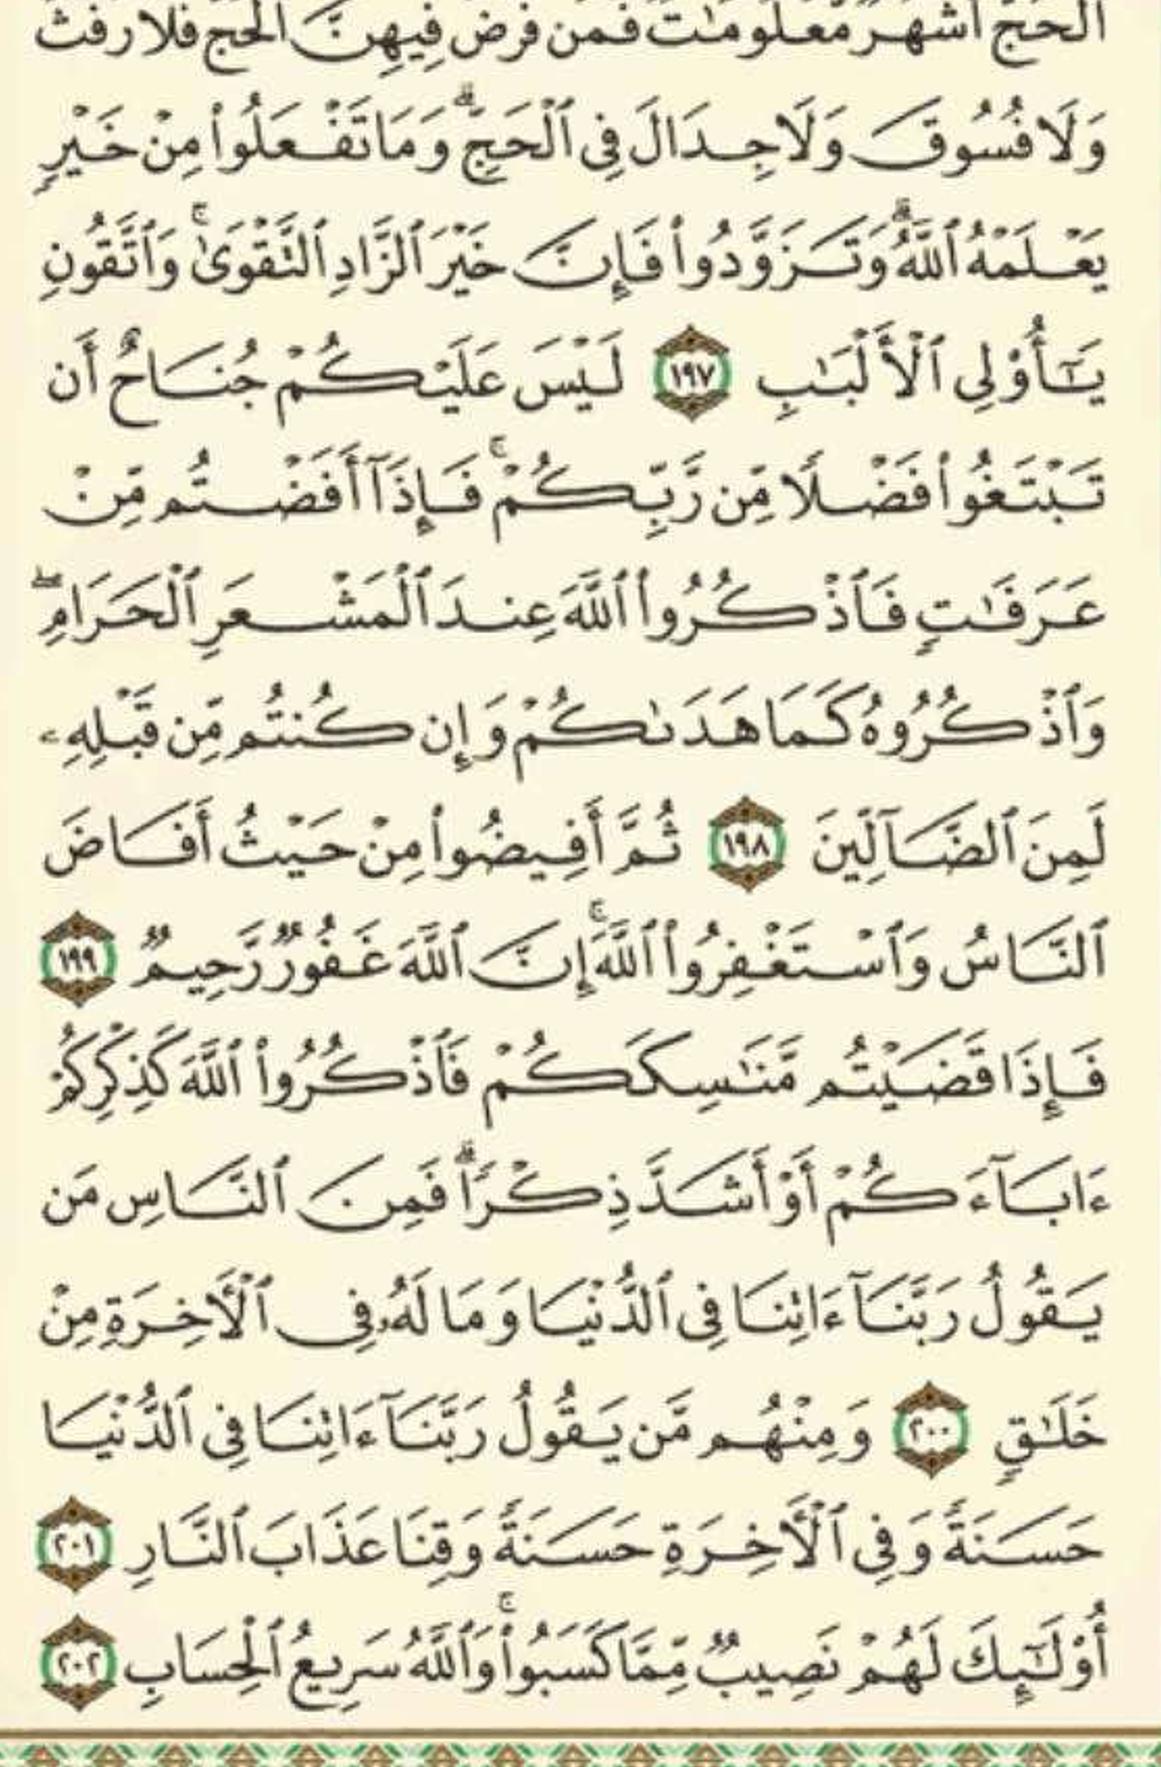 ٱلْحَجُّ أَشْهُرٌ مَّعْلُومَٰتٌ فَمَن فَرَضَ فِيهِنَّ ٱلْحَجَّ فَلَا رَفَثَ
وَلَا فُسُوقَ وَلَا جِدَالَ فِى ٱلْحَجِّ ۗ وَمَا تَفْعَلُوا۟ مِنْ خَيْرٍ
يَعْلَمْهُ ٱللَّهُ ۗ وَتَزَوَّدُوا۟ فَإِنَّ خَيْرَ ٱلزَّادِ ٱلتَّقْوَىٰ ۚ وَٱتَّقُونِ
يَٰٓأُو۟لِى ٱلْأَلْبَٰبِ ١٩٧ لَيْسَ عَلَيْكُمْ جُنَاحٌ أَن
تَبْتَغُوا۟ فَضْلًا مِّن رَّبِّكُمْ ۚ فَإِذَآ أَفَضْتُم مِّنْ
عَرَفَٰتٍ فَٱذْكُرُوا۟ ٱللَّهَ عِندَ ٱلْمَشْعَرِ ٱلْحَرَامِ ۖ
وَٱذْكُرُوهُ كَمَا هَدَىٰكُمْ وَإِن كُنتُم مِّن قَبْلِهِۦ
لَمِنَ ٱلضَّآلِّينَ ١٩٨ ثُمَّ أَفِيضُوا۟ مِنْ حَيْثُ أَفَاضَ
ٱلنَّاسُ وَٱسْتَغْفِرُوا۟ ٱللَّهَ ۚ إِنَّ ٱللَّهَ غَفُورٌ رَّحِيمٌ ١٩٩
فَإِذَا قَضَيْتُم مَّنَٰسِكَكُمْ فَٱذْكُرُوا۟ ٱللَّهَ كَذِكْرِكُمْ
ءَابَآءَكُمْ أَوْ أَشَدَّ ذِكْرًا ۗ فَمِنَ ٱلنَّاسِ مَن
يَقُولُ رَبَّنَآ ءَاتِنَا فِى ٱلدُّنْيَا وَمَا لَهُۥ فِى ٱلْءَاخِرَةِ مِنْ
خَلَٰقٍ ٢٠٠ وَمِنْهُم مَّن يَقُولُ رَبَّنَآ ءَاتِنَا فِى ٱلدُّنْيَا
حَسَنَةً وَفِى ٱلْءَاخِرَةِ حَسَنَةً وَقِنَا عَذَابَ ٱلنَّارِ ٢٠١
أُو۟لَٰٓئِكَ لَهُمْ نَصِيبٌ مِّمَّا كَسَبُوا۟ ۚ وَٱللَّهُ سَرِيعُ ٱلْحِسَابِ ٢٠٢